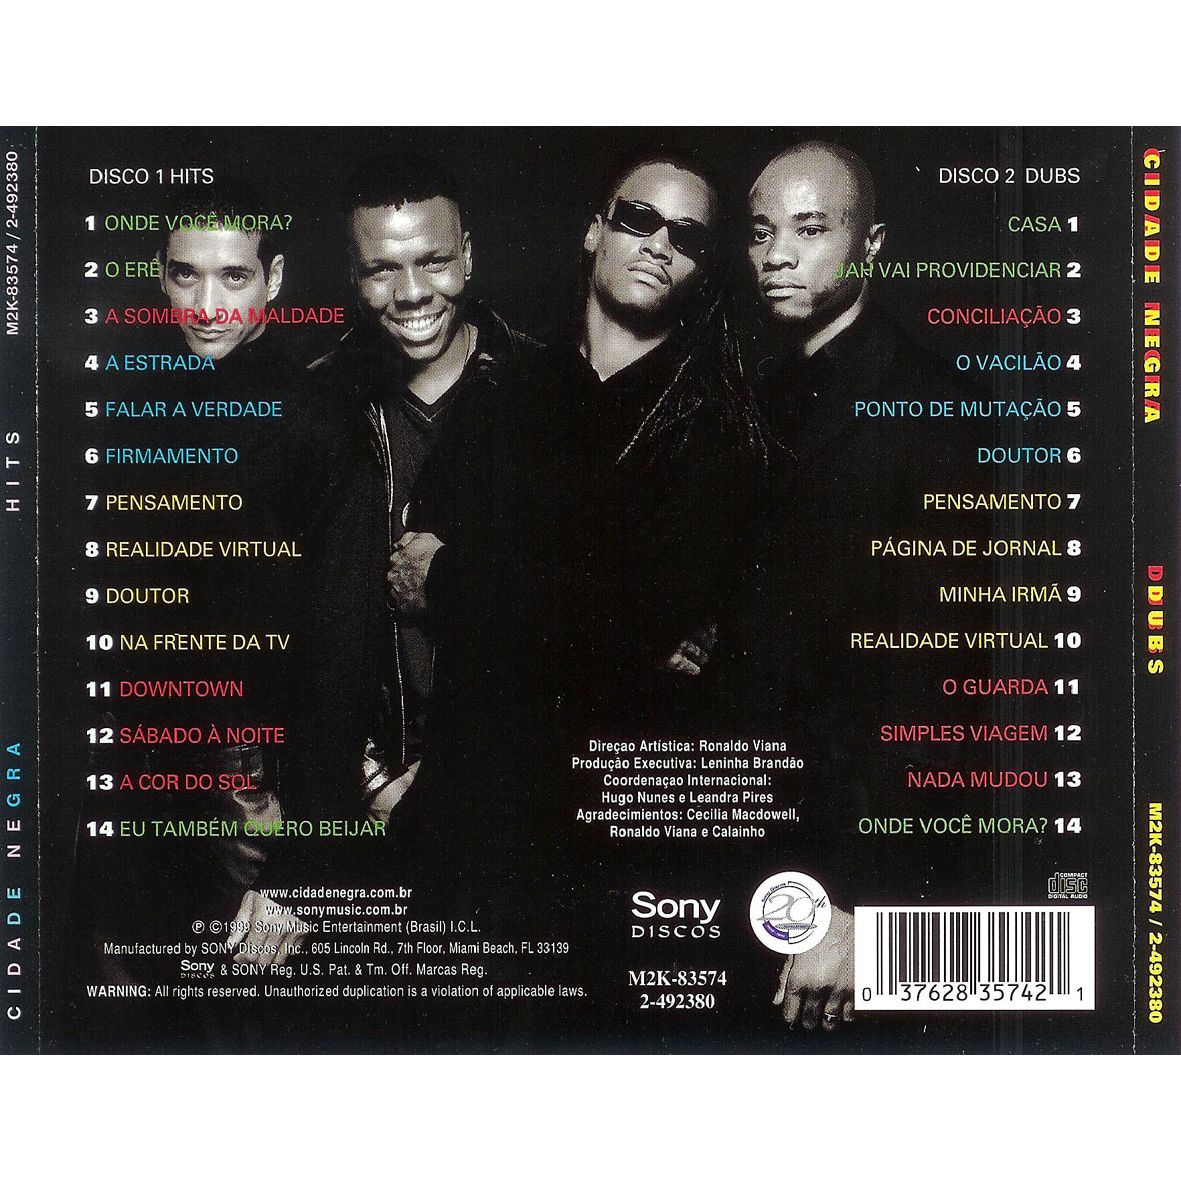 M2K-83574 / 2-492380
HITS
CIDADE NEGRA
DISCO 1 HITS
1 ONDE VOCÊ MORA?
2 O ERÊ
3 A SOMBRA DA MALDADE
4 A ESTRADA
5 FALAR A VERDADE
6 FIRMAMENTO
7 PENSAMENTO
8 REALIDADE VIRTUAL
9 DOUTOR
10 NA FRENTE DA TV
11 DOWNTOWN
12 SÁBADO À NOITE
13 A COR DO SOL
14 EU TAMBÉM QUERO BEIJAR
DISCO 2 DUBS
CASA 1
JAH VAI PROVIDENCIAR 2
CONCILIAÇÃO 3
O VACILÃO 4
PONTO DE MUTAÇÃO 5
DOUTOR 6
PENSAMENTO 7
PÁGINA DE JORNAL 8
MINHA IRMÃ 9
REALIDADE VIRTUAL 10
O GUARDA 11
SIMPLES VIAGEM 12
NADA MUDOU 13
ONDE VOCÊ MORA? 14
Direçao Artística: Ronaldo Viana
Produção Executiva: Leninha Brandão
Coordenaçao Internacional:
Hugo Nunes e Leandra Pires
Agradecimientos: Cecilia Macdowell,
Ronaldo Viana e Calainho
www.cidadenegra.com.br
www.sonymusic.com.br
℗ © 1999 Sony Music Entertainment (Brasil) I.C.L.
Manufactured by SONY Discos, Inc., 605 Lincoln Rd., 7th Floor, Miami Beach, FL 33139
Sony DISCOS & SONY Reg. U.S. Pat. & Tm. Off. Marcas Reg.
WARNING: All rights reserved. Unauthorized duplication is a violation of applicable laws.
Sony
DISCOS
20th
M2K-83574
2-492380
COMPACT
disc
DIGITAL AUDIO
0 37628 35742 1
CIDADE NEGRA
DDUBS
M2K-83574 / 2-492380